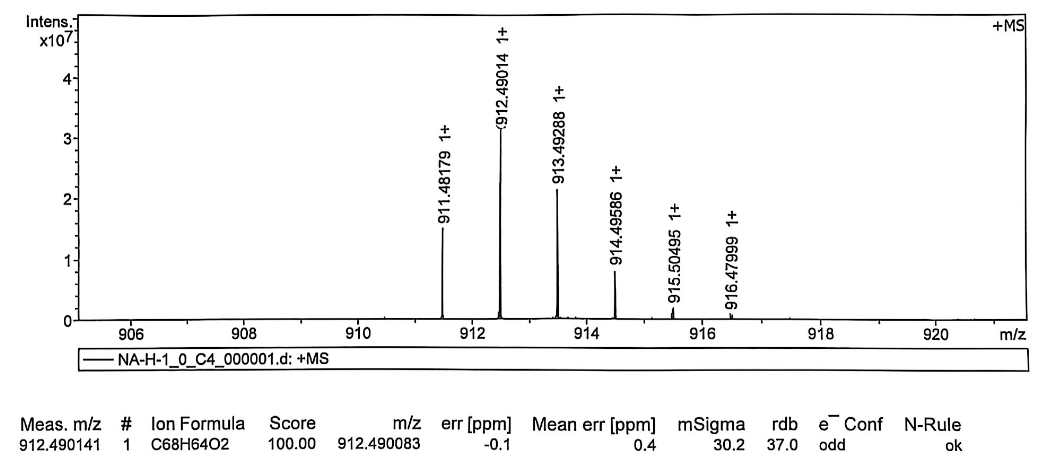 Intens.
x10⁷
+MS
4
3
2
1
0
911.48179 1+
912.49014 1+
913.49288 1+
914.49586 1+
915.50495 1+
916.47999 1+
906 908 910 912 914 916 918 920 m/z
NA-H-1_0_C4_000001.d: +MS
Meas. m/z # Ion Formula Score m/z err [ppm] Mean err [ppm] mSigma rdb e⁻ Conf N-Rule
912.490141 1 C68H64O2 100.00 912.490083 -0.1 0.4 30.2 37.0 odd ok